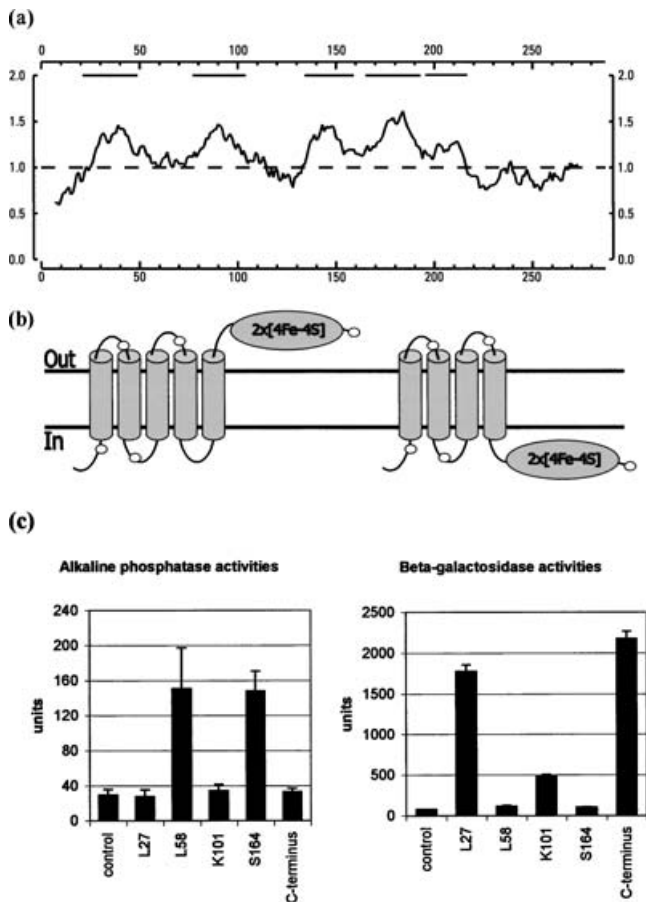 (a)
0 50 100 150 200 250
2.0 2.0
1.5 1.5
1.0 1.0
0.5 0.5
0.0 0.0
0 50 100 150 200 250
(b)
2x[4Fe-4S]
Out
In
2x[4Fe-4S]
(c)
Alkaline phosphatase activities Beta-galactosidase activities
240
200
160
120
80
40
0
units
control L27 L58 K101 S164 C-terminus
2500
2000
1500
1000
500
0
units
control L27 L58 K101 S164 C-terminus